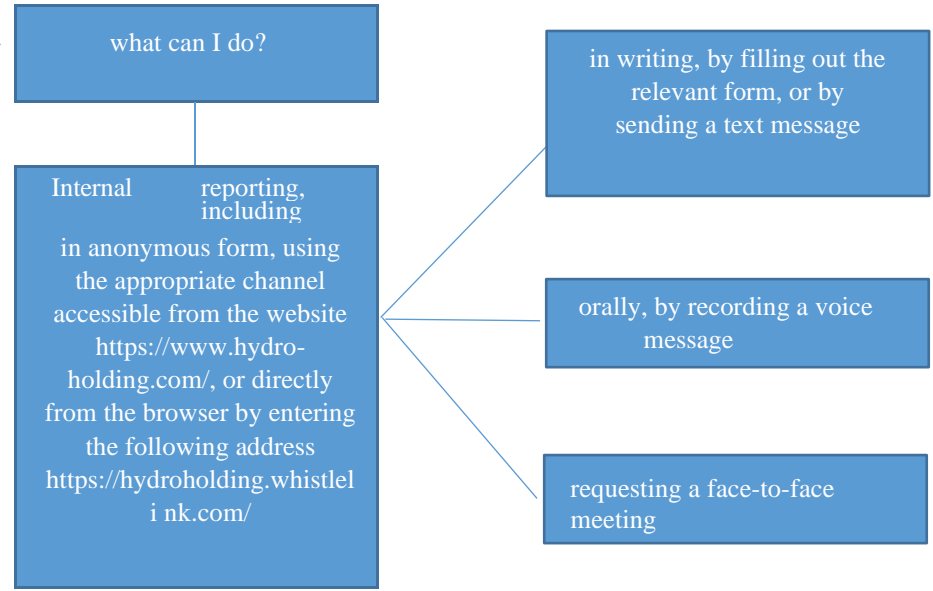 what can I do?
Internal reporting,
including
in anonymous form, using
the appropriate channel
accessible from the website
https://www.hydro-
holding.com/, or directly
from the browser by entering
the following address
https://hydroholding.whistlel
i nk.com/
in writing, by filling out the
relevant form, or by
sending a text message
orally, by recording a voice
message
requesting a face-to-face
meeting